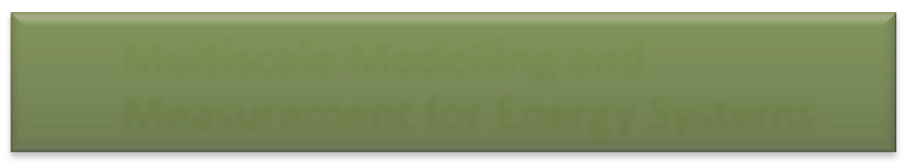 Multiscale Modelling and
Measurement for Energy Systems